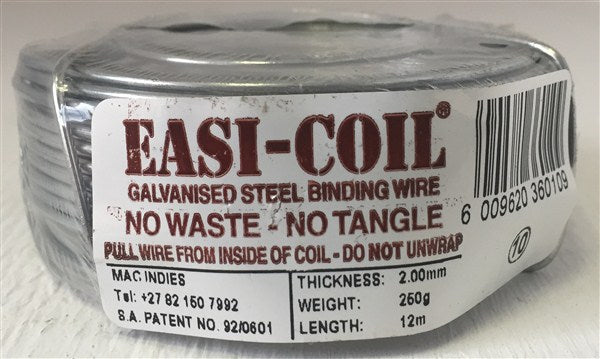 EASI-COIL®
GALVANISED STEEL BINDING WIRE
NO WASTE - NO TANGLE
PULL WIRE FROM INSIDE OF COIL - DO NOT UNWRAP
MAC INDIES
Tel: +27 82 150 7992
S.A. PATENT NO. 92/0601
THICKNESS: 2.00mm
WEIGHT: 250g
LENGTH: 12m
6 009620 360109
10